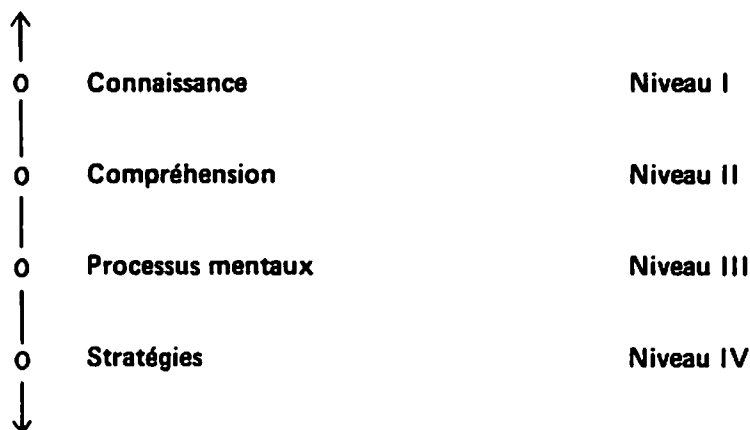 Connaissance Niveau I
Compréhension Niveau II
Processus mentaux Niveau III
Stratégies Niveau IV